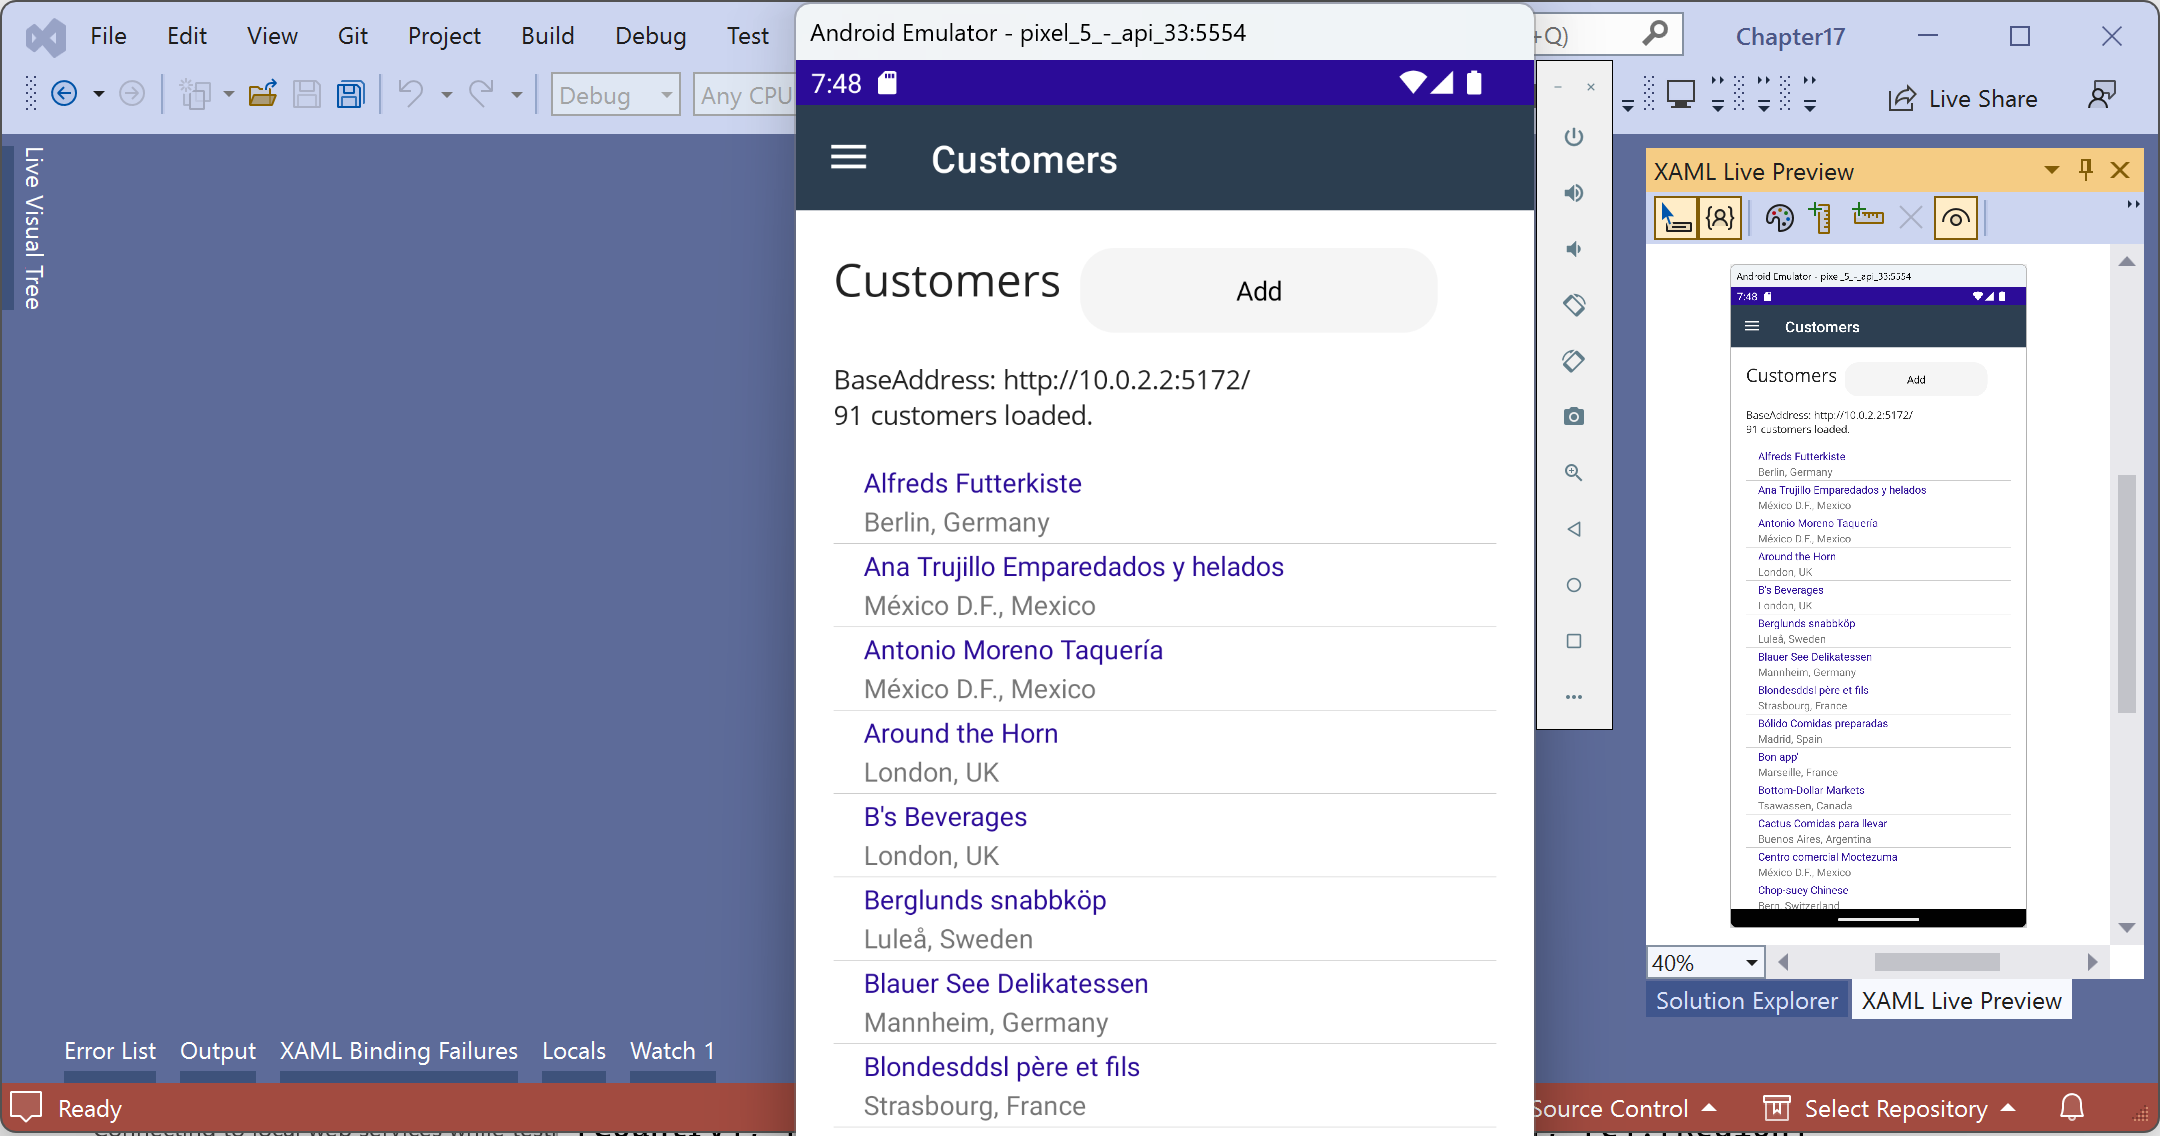 File Edit View Git Project Build Debug Test
+Q)
Chapter17
Debug
Any CPU
Live Share
Live Visual Tree
Android Emulator - pixel_5_-_api_33:5554
7:48
Customers
Customers
Add
BaseAddress: http://10.0.2.2:5172/
91 customers loaded.
Alfreds Futterkiste
Berlin, Germany
Ana Trujillo Emparedados y helados
México D.F., Mexico
Antonio Moreno Taquería
México D.F., Mexico
Around the Horn
London, UK
B's Beverages
London, UK
Berglunds snabbköp
Luleå, Sweden
Blauer See Delikatessen
Mannheim, Germany
Blondesddsl père et fils
Strasbourg, France
XAML Live Preview
Android Emulator - pixel_5_-_api_33:5554
7:48
Customers
Customers
Add
BaseAddress: http://10.0.2.2:5172/
91 customers loaded.
Alfreds Futterkiste
Berlin, Germany
Ana Trujillo Emparedados y helados
México D.F., Mexico
Antonio Moreno Taquería
México D.F., Mexico
Around the Horn
London, UK
B's Beverages
London, UK
Berglunds snabbköp
Luleå, Sweden
Blauer See Delikatessen
Mannheim, Germany
Blondesddsl père et fils
Strasbourg, France
Bólido Comidas preparadas
Madrid, Spain
Bon app'
Marseille, France
Bottom-Dollar Markets
Tsawassen, Canada
Cactus Comidas para llevar
Buenos Aires, Argentina
Centro comercial Moctezuma
México D.F., Mexico
Chop-suey Chinese
Bern, Switzerland
40%
Solution Explorer
XAML Live Preview
Error List Output XAML Binding Failures Locals Watch 1
Ready
Source Control
Select Repository